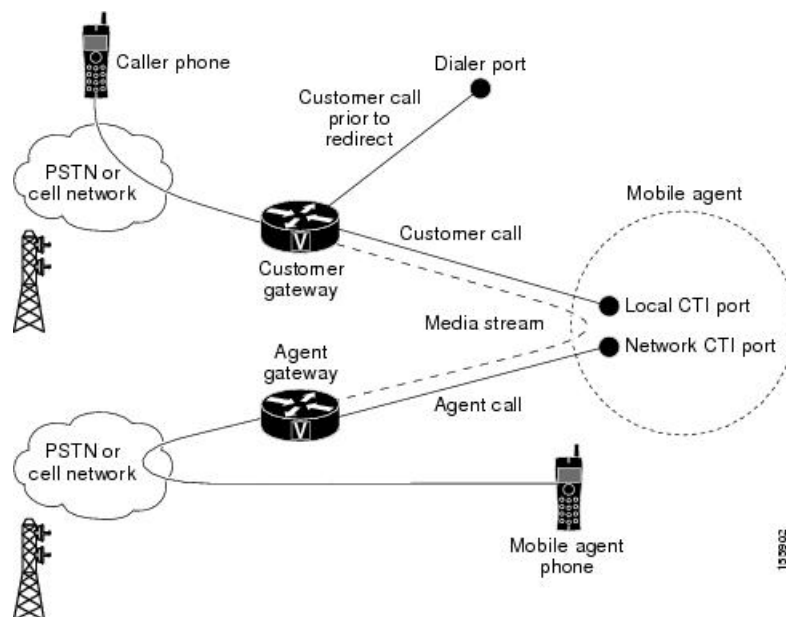 Caller phone
Dialer port
Customer call
prior to
redirect
PSTN or
cell network
Mobile agent
V
Customer call
Customer
gateway
Local CTI port
Media stream
Network CTI port
Agent
gateway
V
Agent call
PSTN or
cell network
Mobile agent
phone